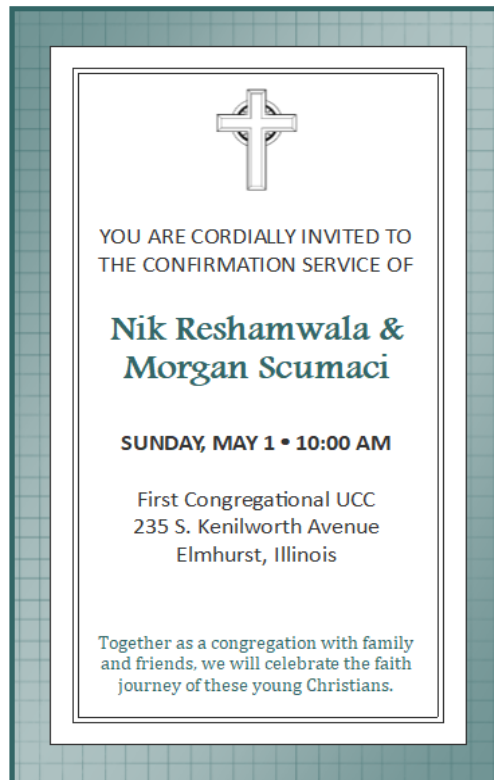 YOU ARE CORDIALLY INVITED TO
THE CONFIRMATION SERVICE OF
Nik Reshamwala &
Morgan Scumaci
SUNDAY, MAY 1 • 10:00 AM
First Congregational UCC
235 S. Kenilworth Avenue
Elmhurst, Illinois
Together as a congregation with family
and friends, we will celebrate the faith
journey of these young Christians.